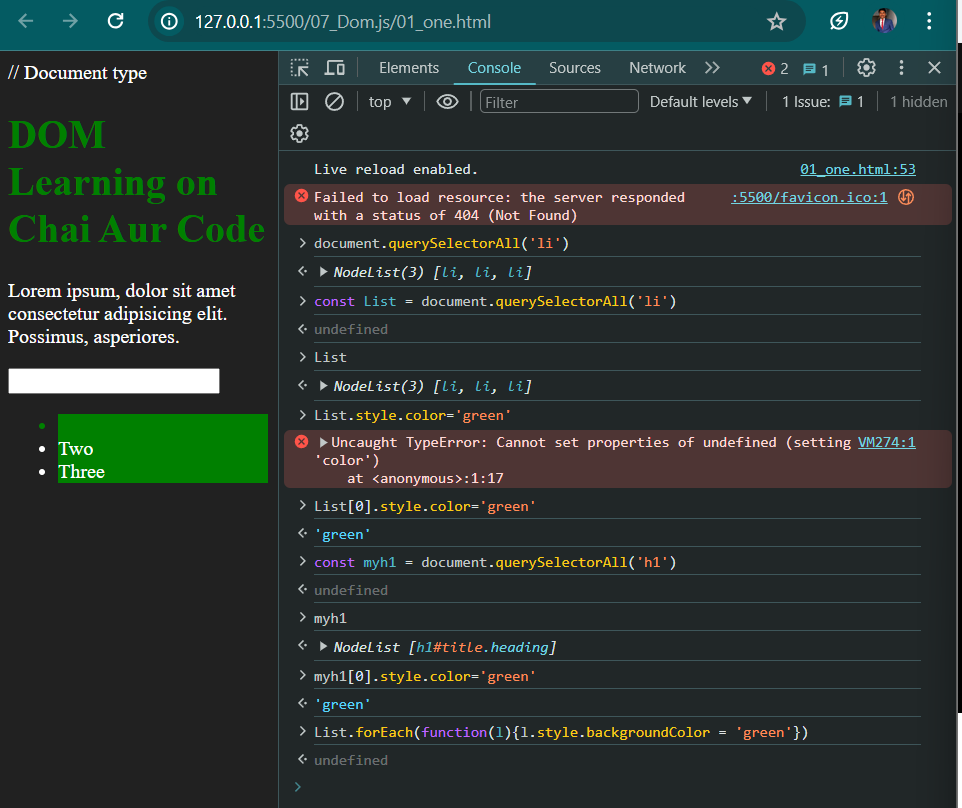 127.0.0.1:5500/07_Dom.js/01_one.html
// Document type
DOM
Learning on
Chai Aur Code
Lorem ipsum, dolor sit amet
consectetur adipisicing elit.
Possimus, asperiores.
Two
Three
Elements Console Sources Network 2 1
top Filter Default levels 1 Issue: 1 1 hidden
Live reload enabled. 01_one.html:53
Failed to load resource: the server responded :5500/favicon.ico:1
with a status of 404 (Not Found)
document.querySelectorAll('li')
NodeList(3) [li, li, li]
const List = document.querySelectorAll('li')
undefined
List
NodeList(3) [li, li, li]
List.style.color='green'
Uncaught TypeError: Cannot set properties of undefined (setting VM274:1
'color')
at <anonymous>:1:17
List[0].style.color='green'
'green'
const myh1 = document.querySelectorAll('h1')
undefined
myh1
NodeList [h1#title.heading]
myh1[0].style.color='green'
'green'
List.forEach(function(l){l.style.backgroundColor = 'green'})
undefined